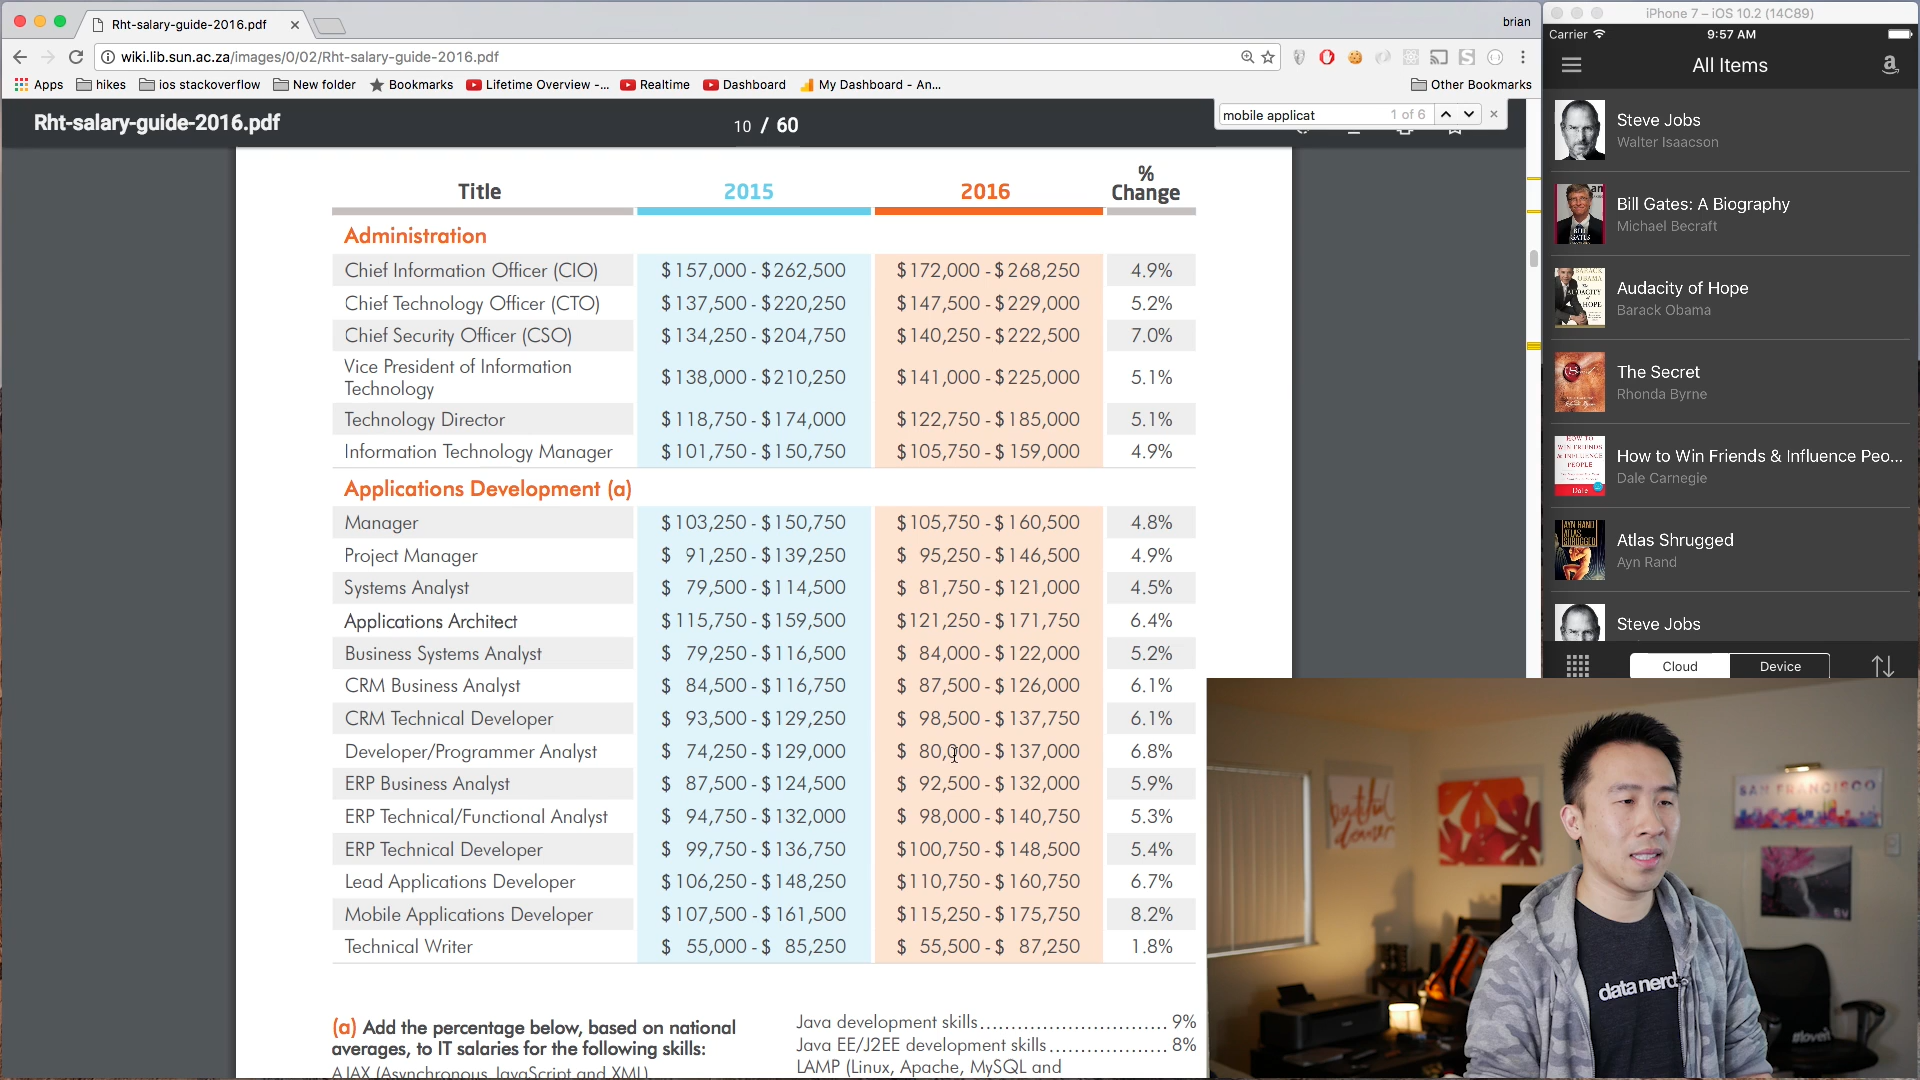 Rht-salary-guide-2016.pdf
brian
wiki.lib.sun.ac.za/images/0/02/Rht-salary-guide-2016.pdf
Apps hikes ios stackoverflow New folder Bookmarks Lifetime Overview -... Realtime Dashboard My Dashboard - An... Other Bookmarks
Rht-salary-guide-2016.pdf
10 / 60
mobile applicat 1 of 6
Title 2015 2016 % Change
Administration
Chief Information Officer (CIO) $157,000 - $262,500 $172,000 - $268,250 4.9%
Chief Technology Officer (CTO) $137,500 - $220,250 $147,500 - $229,000 5.2%
Chief Security Officer (CSO) $134,250 - $204,750 $140,250 - $222,500 7.0%
Vice President of Information
Technology $138,000 - $210,250 $141,000 - $225,000 5.1%
Technology Director $118,750 - $174,000 $122,750 - $185,000 5.1%
Information Technology Manager $101,750 - $150,750 $105,750 - $159,000 4.9%
Applications Development (a)
Manager $103,250 - $150,750 $105,750 - $160,500 4.8%
Project Manager $ 91,250 - $139,250 $ 95,250 - $146,500 4.9%
Systems Analyst $ 79,500 - $114,500 $ 81,750 - $121,000 4.5%
Applications Architect $115,750 - $159,500 $121,250 - $171,750 6.4%
Business Systems Analyst $ 79,250 - $116,500 $ 84,000 - $122,000 5.2%
CRM Business Analyst $ 84,500 - $116,750 $ 87,500 - $126,000 6.1%
CRM Technical Developer $ 93,500 - $129,250 $ 98,500 - $137,750 6.1%
Developer/Programmer Analyst $ 74,250 - $129,000 $ 80,000 - $137,000 6.8%
ERP Business Analyst $ 87,500 - $124,500 $ 92,500 - $132,000 5.9%
ERP Technical/Functional Analyst $ 94,750 - $132,000 $ 98,000 - $140,750 5.3%
ERP Technical Developer $ 99,750 - $136,750 $100,750 - $148,500 5.4%
Lead Applications Developer $106,250 - $148,250 $110,750 - $160,750 6.7%
Mobile Applications Developer $107,500 - $161,500 $115,250 - $175,750 8.2%
Technical Writer $ 55,000 - $ 85,250 $ 55,500 - $ 87,250 1.8%
(a) Add the percentage below, based on national
averages, to IT salaries for the following skills:
AJAX (Asynchronous JavaScript and XML)
Java development skills 9%
Java EE/J2EE development skills 8%
LAMP (Linux, Apache, MySQL and
iPhone 7 – iOS 10.2 (14C89)
Carrier 9:57 AM
All Items
Steve Jobs
Walter Isaacson
Bill Gates: A Biography
Michael Becraft
Audacity of Hope
Barack Obama
The Secret
Rhonda Byrne
How to Win Friends & Influence Peo...
Dale Carnegie
Atlas Shrugged
Ayn Rand
Steve Jobs
Cloud Device
SAN FRANCISCO
data nerd